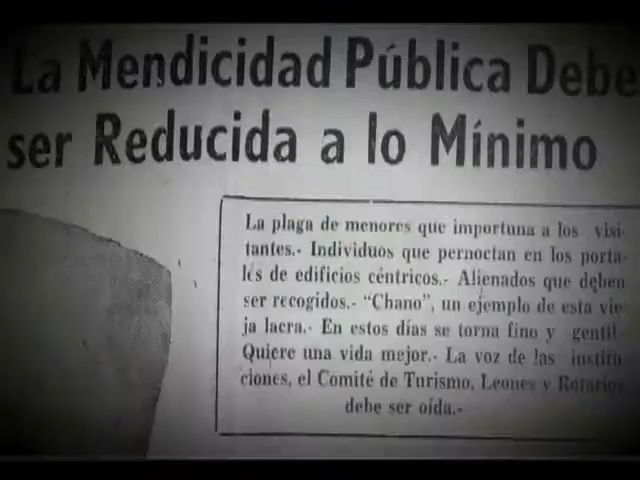 La Mendicidad Pública Debe
ser Reducida a lo Mínimo
La plaga de menores que importuna a los visi-
tantes.- Individuos que pernoctan en los porta-
les de edificios céntricos.- Alienados que deben
ser recogidos.- “Chano”, un ejemplo de esta vie-
ja lacra.- En estos días se torna fino y gentil.
Quiere una vida mejor.- La voz de las institu
ciones, el Comité de Turismo, Leones y Rotarios
debe ser oída.-